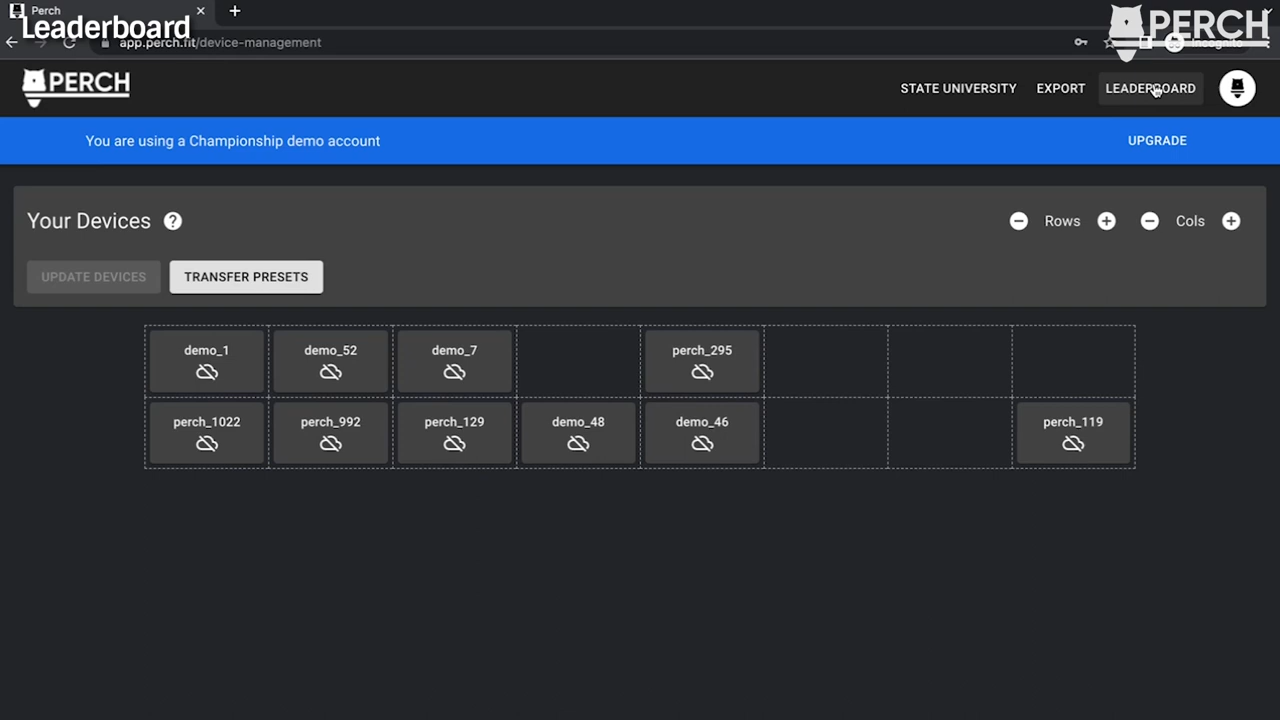 Perch
Leaderboard
PERCH
app.perch.fit/device-management
Incognito
PERCH
STATE UNIVERSITY
EXPORT
LEADERBOARD
You are using a Championship demo account
UPGRADE
Your Devices
Rows
Cols
UPDATE DEVICES
TRANSFER PRESETS
demo_1
demo_52
demo_7
perch_295
perch_1022
perch_992
perch_129
demo_48
demo_46
perch_119